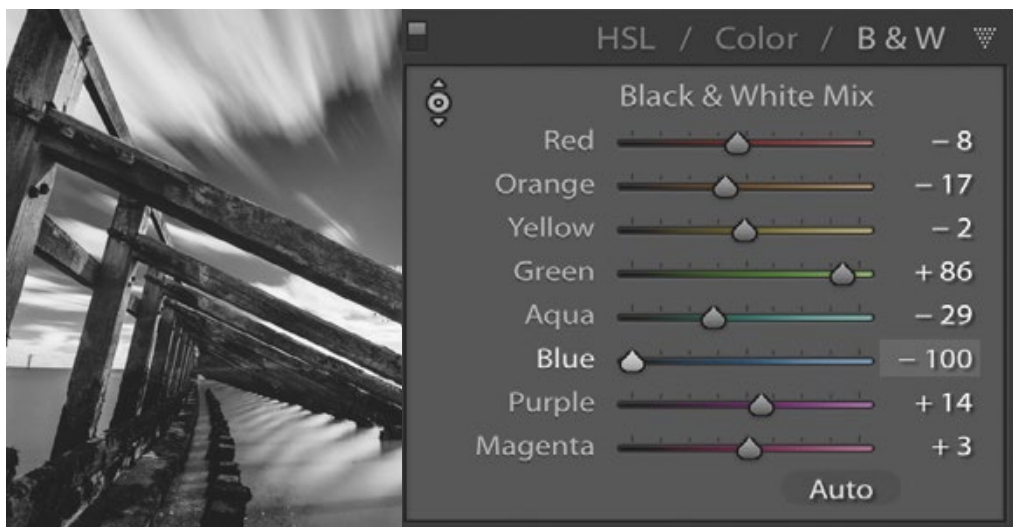 HSL / Color / B & W
Black & White Mix
Red − 8
Orange − 17
Yellow − 2
Green + 86
Aqua − 29
Blue − 100
Purple + 14
Magenta + 3
Auto